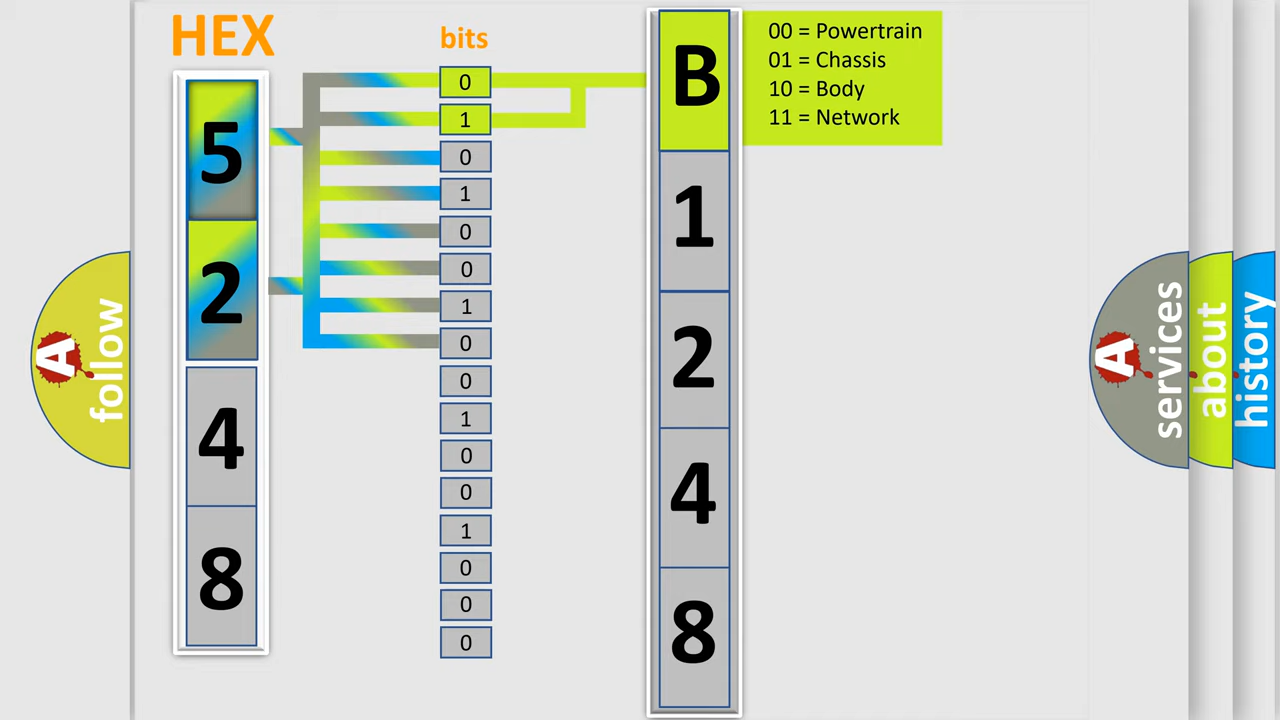 HEX
bits
5
2
4
8
0
1
0
1
0
0
1
0
0
1
0
0
1
0
0
0
B
1
2
4
8
00 = Powertrain
01 = Chassis
10 = Body
11 = Network
A
follow
A
services
about
history